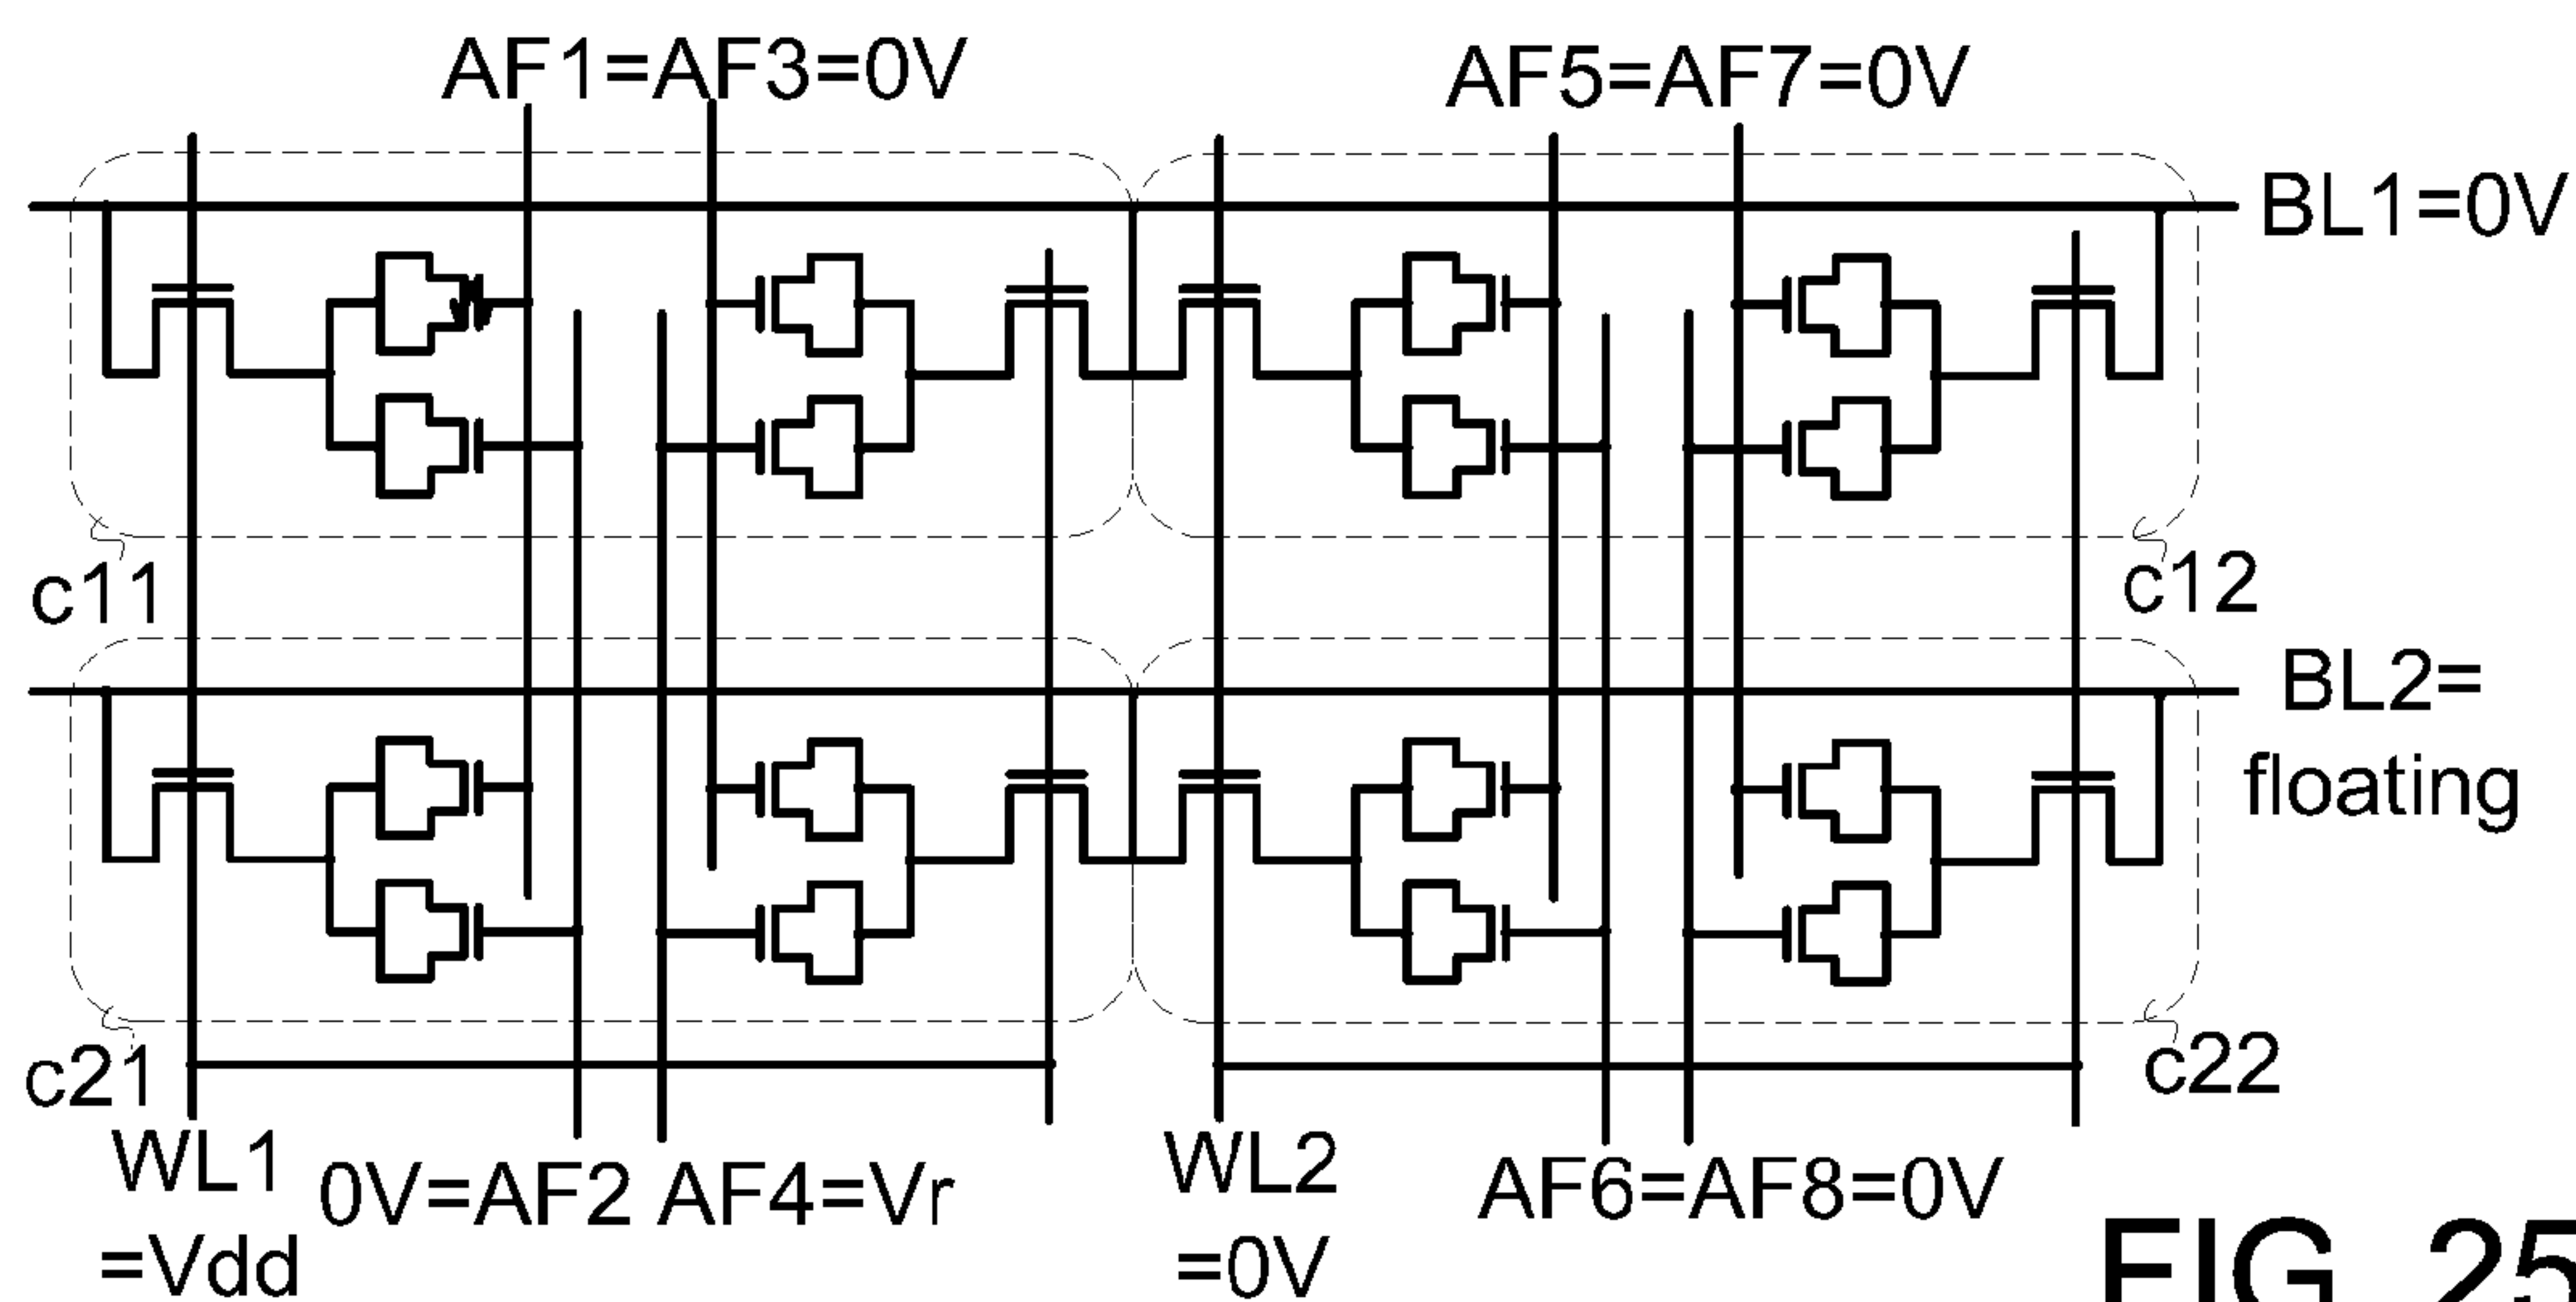 AF1=AF3=0V
AF5=AF7=0V
BL1=0V
c11
c12
BL2=
floating
c21
c22
WL1
=Vdd
0V=AF2
AF4=Vr
WL2
=0V
AF6=AF8=0V
FIG. 25